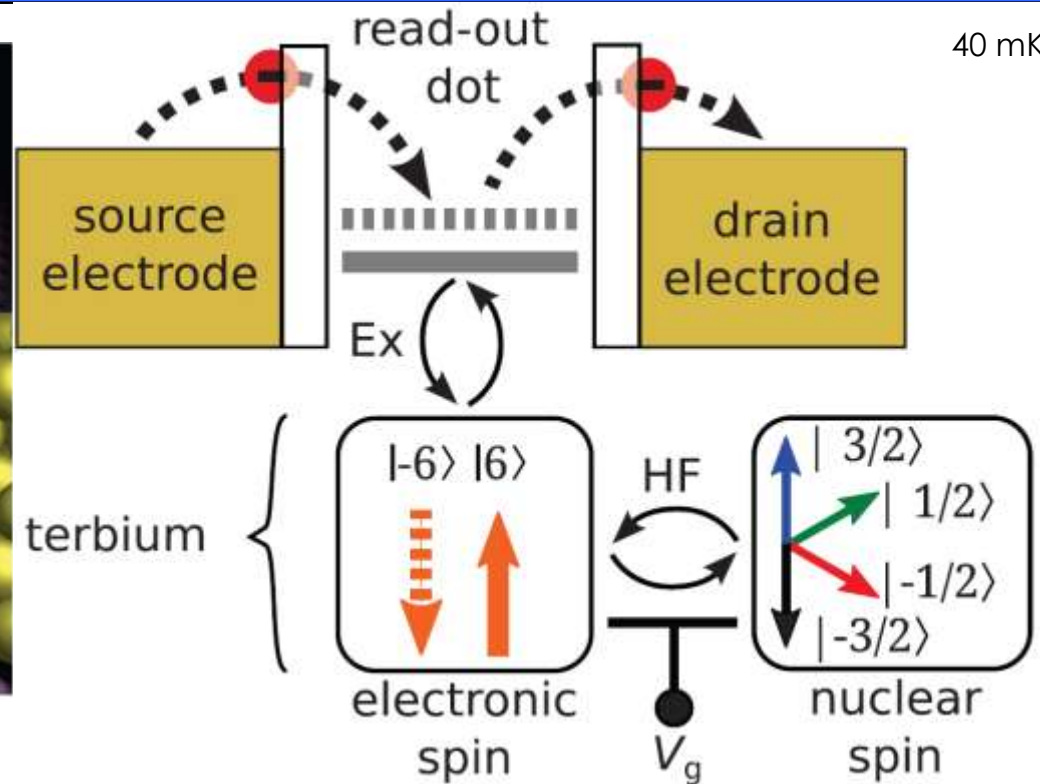 read-out
dot
40 mK
source
electrode
drain
electrode
Ex
terbium
|-6⟩ |6⟩
HF
| 3/2⟩
| 1/2⟩
|-1/2⟩
|-3/2⟩
electronic
spin
Vg
nuclear
spin